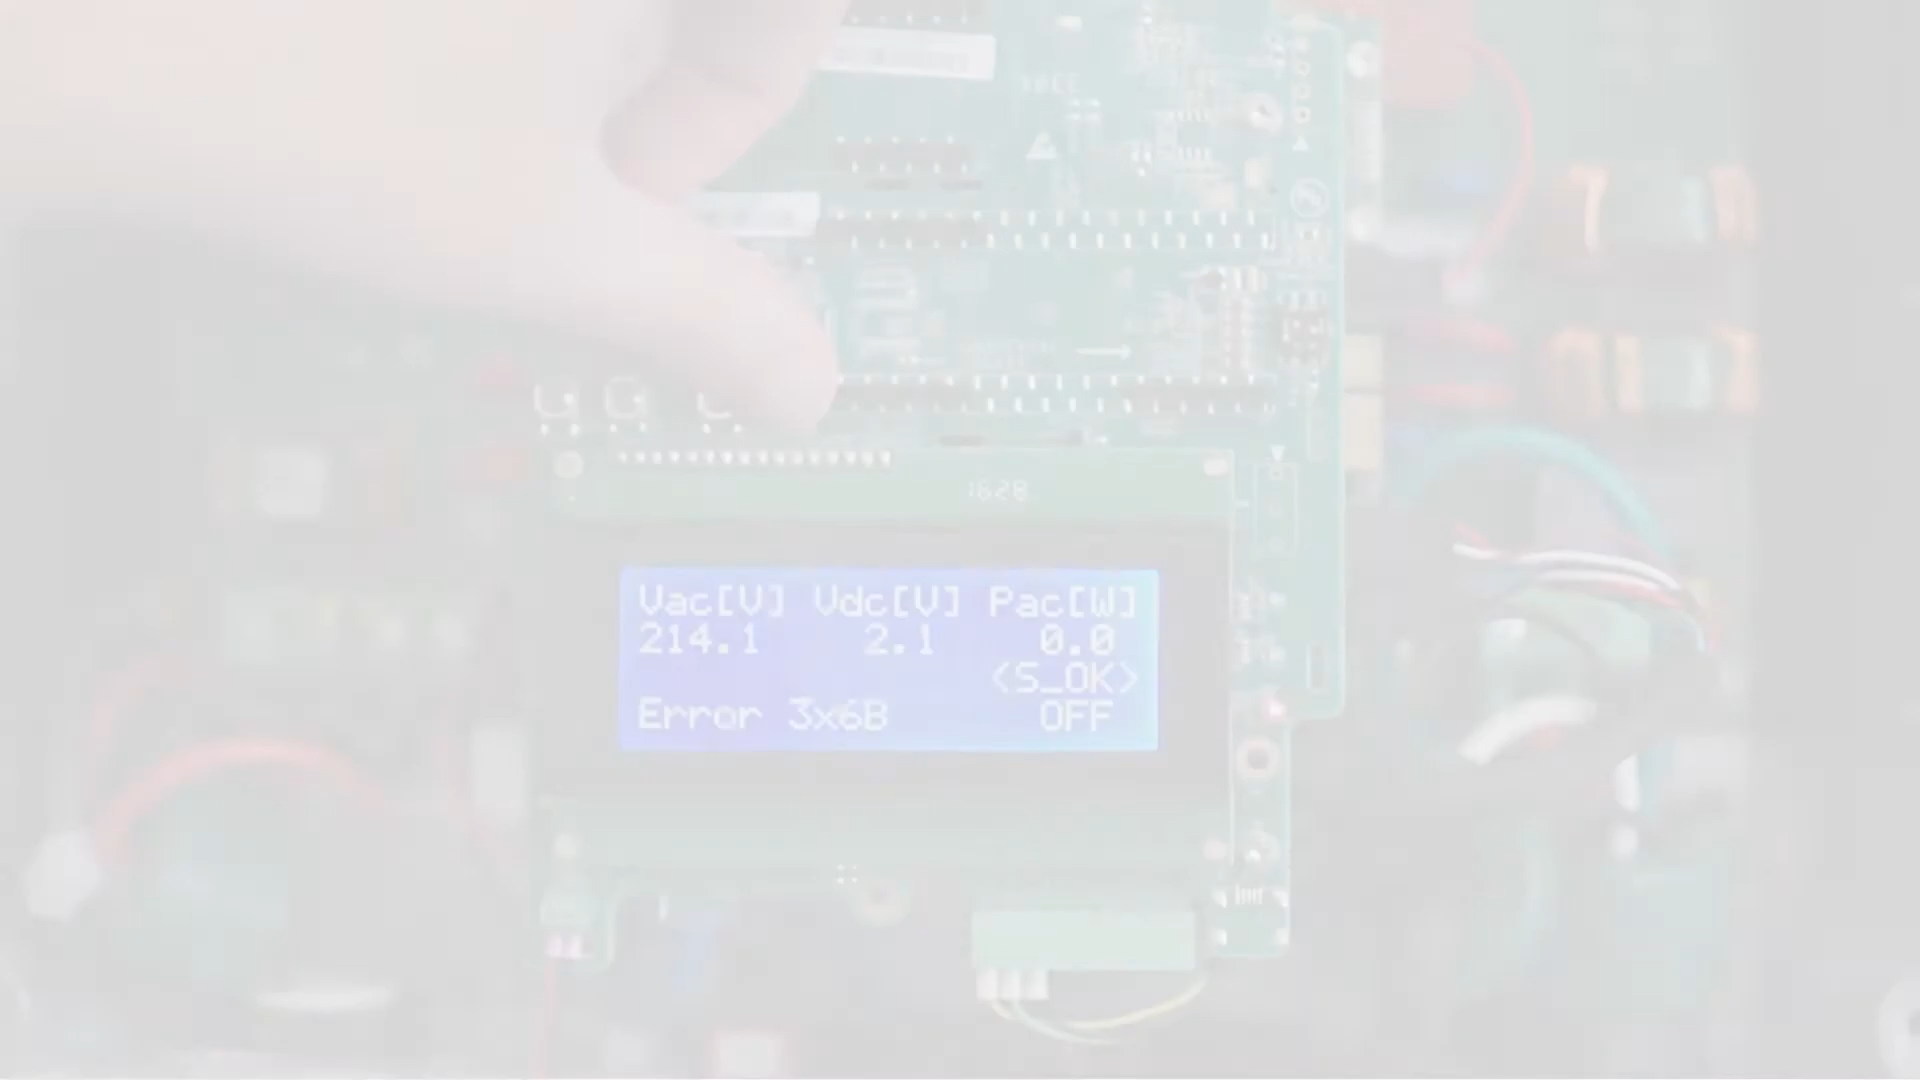 1628
Vac[V] Vdc[V] Pac[W]
214.1 2.1 0.0
<S_OK>
Error 3x6B OFF